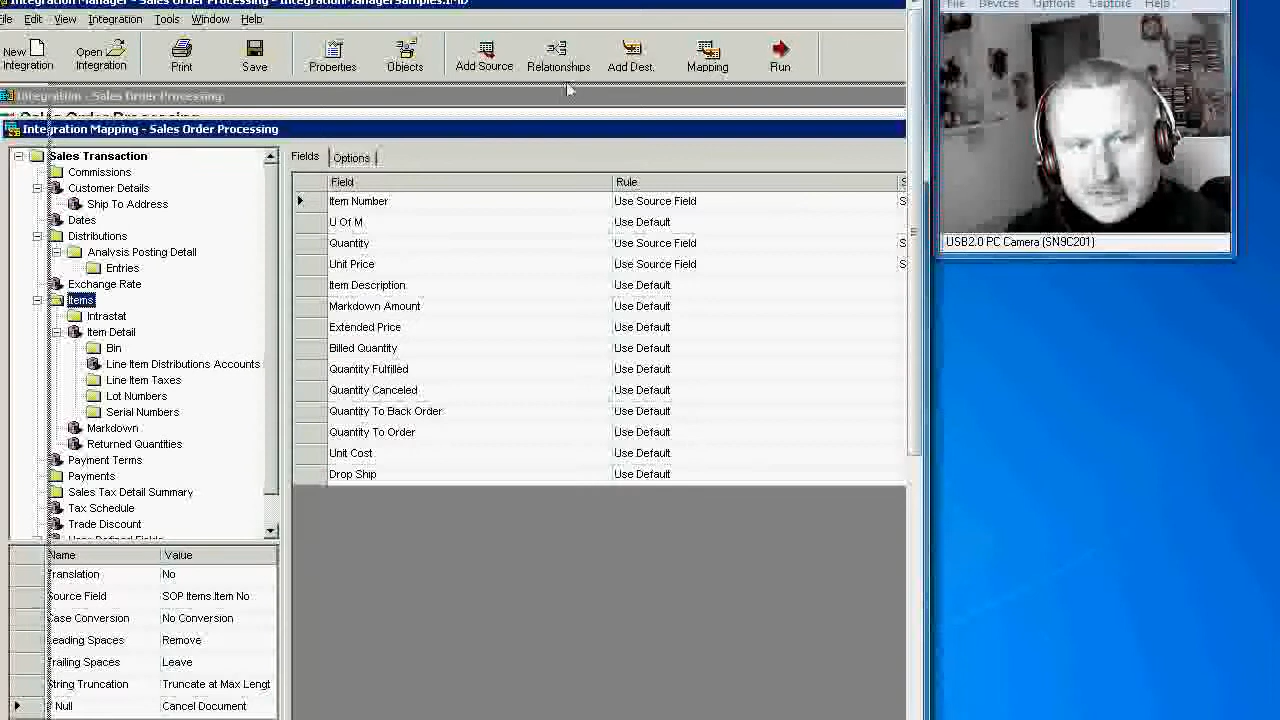 Integration Manager - Sales Order Processing - IntegrationManagerSamples.IMD
File Edit View Integration Tools Window Help
New Integration
Open Integration
Print
Save
Properties
Objects
Add Source
Relationships
Add Dest.
Mapping
Run
Integration - Sales Order Processing
Sales Order Processing
Integration Mapping - Sales Order Processing
Sales Transaction
Commissions
Customer Details
Ship To Address
Dates
Distributions
Analysis Posting Detail
Entries
Exchange Rate
Items
Intrastat
Item Detail
Bin
Line Item Distributions Accounts
Line Item Taxes
Lot Numbers
Serial Numbers
Markdown
Returned Quantities
Payment Terms
Payments
Sales Tax Detail Summary
Tax Schedule
Trade Discount
User Defined Fields
Name Value
Translation No
Source Field SOP Items.Item No
Case Conversion No Conversion
Leading Spaces Remove
Trailing Spaces Leave
String Truncation Truncate at Max Lengt
Null Cancel Document
Fields Options
Field Rule S
Item Number Use Source Field S
U Of M Use Default
Quantity Use Source Field S
Unit Price Use Source Field S
Item Description Use Default
Markdown Amount Use Default
Extended Price Use Default
Billed Quantity Use Default
Quantity Fulfilled Use Default
Quantity Canceled Use Default
Quantity To Back Order Use Default
Quantity To Order Use Default
Unit Cost Use Default
Drop Ship Use Default
File Devices Options Capture Help
USB2.0 PC Camera (SN9C201)